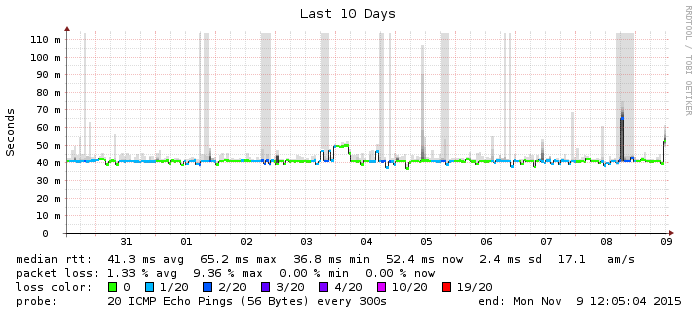 Last 10 Days
RRDTOOL / TOBI OETIKER
Seconds
110 m
100 m
90 m
80 m
70 m
60 m
50 m
40 m
30 m
20 m
10 m
0
31 01 02 03 04 05 06 07 08 09
median rtt: 41.3 ms avg 65.2 ms max 36.8 ms min 52.4 ms now 2.4 ms sd 17.1 am/s
packet loss: 1.33 % avg 9.36 % max 0.00 % min 0.00 % now
loss color: 0 1/20 2/20 3/20 4/20 10/20 19/20
probe: 20 ICMP Echo Pings (56 Bytes) every 300s end: Mon Nov 9 12:05:04 2015